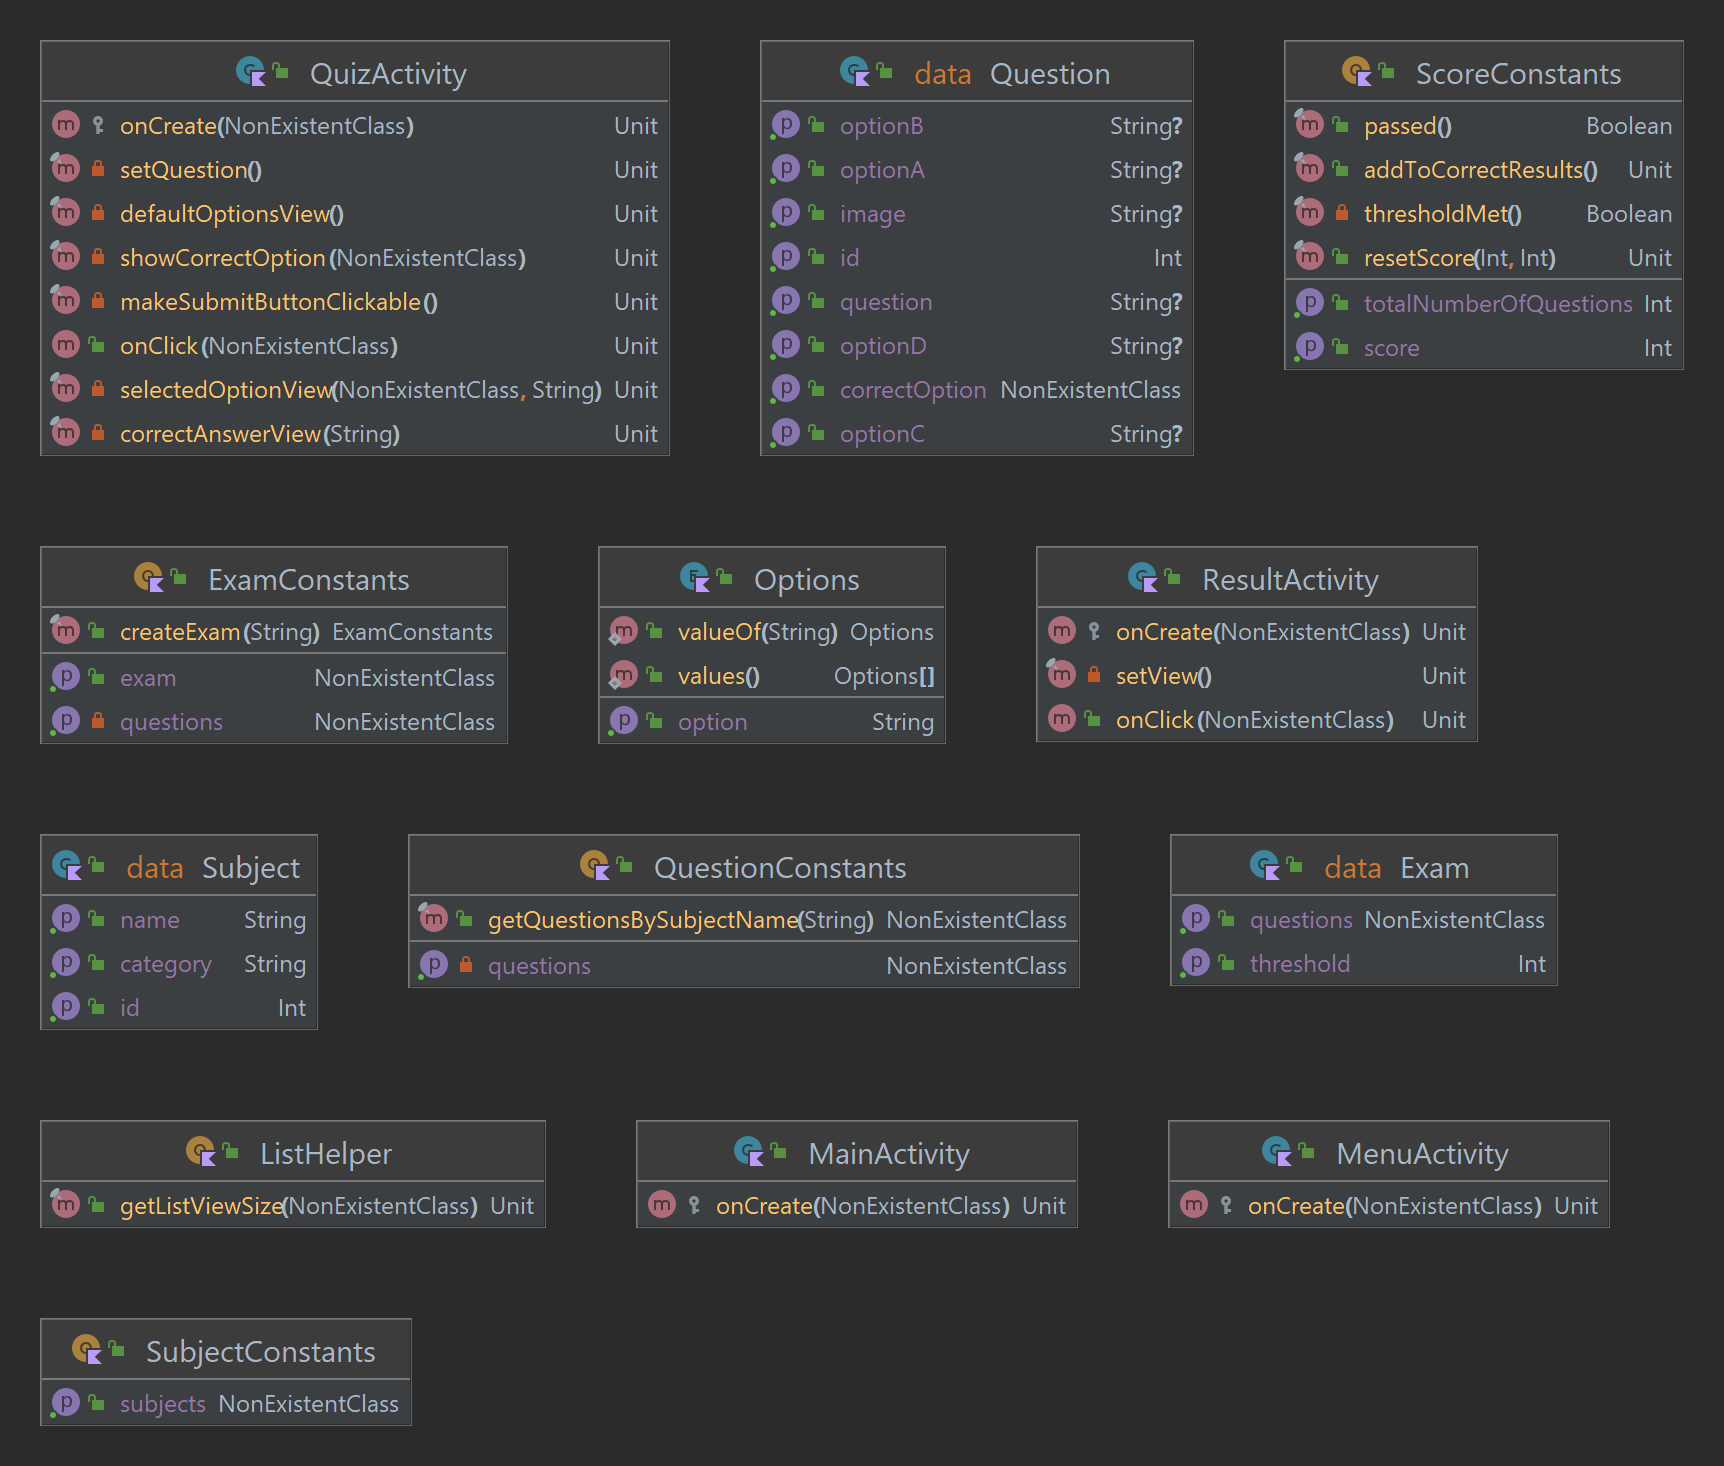 QuizActivity
onCreate(NonExistentClass) Unit
setQuestion() Unit
defaultOptionsView() Unit
showCorrectOption(NonExistentClass) Unit
makeSubmitButtonClickable() Unit
onClick(NonExistentClass) Unit
selectedOptionView(NonExistentClass, String) Unit
correctAnswerView(String) Unit
data Question
optionB String?
optionA String?
image String?
id Int
question String?
optionD String?
correctOption NonExistentClass
optionC String?
ScoreConstants
passed() Boolean
addToCorrectResults() Unit
thresholdMet() Boolean
resetScore(Int, Int) Unit
totalNumberOfQuestions Int
score Int
ExamConstants
createExam(String) ExamConstants
exam NonExistentClass
questions NonExistentClass
Options
valueOf(String) Options
values() Options[]
option String
ResultActivity
onCreate(NonExistentClass) Unit
setView() Unit
onClick(NonExistentClass) Unit
data Subject
name String
category String
id Int
QuestionConstants
getQuestionsBySubjectName(String) NonExistentClass
questions NonExistentClass
data Exam
questions NonExistentClass
threshold Int
ListHelper
getListViewSize(NonExistentClass) Unit
MainActivity
onCreate(NonExistentClass) Unit
MenuActivity
onCreate(NonExistentClass) Unit
SubjectConstants
subjects NonExistentClass